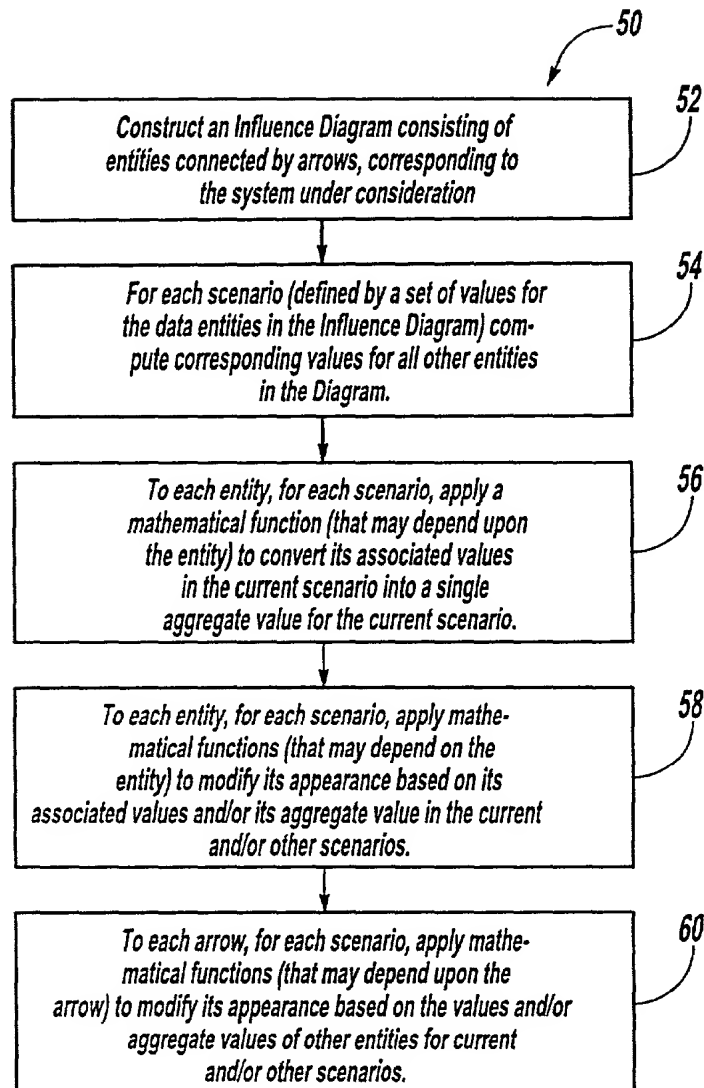 50
52
Construct an Influence Diagram consisting of
entities connected by arrows, corresponding to
the system under consideration
54
For each scenario (defined by a set of values for
the data entities in the Influence Diagram) com-
pute corresponding values for all other entities
in the Diagram.
56
To each entity, for each scenario, apply a
mathematical function (that may depend upon
the entity) to convert its associated values
in the current scenario into a single
aggregate value for the current scenario.
58
To each entity, for each scenario, apply mathe-
matical functions (that may depend on the
entity) to modify its appearance based on its
associated values and/or its aggregate value in the current
and/or other scenarios.
60
To each arrow, for each scenario, apply mathe-
matical functions (that may depend upon the
arrow) to modify its appearance based on the values and/or
aggregate values of other entities for current
and/or other scenarios.